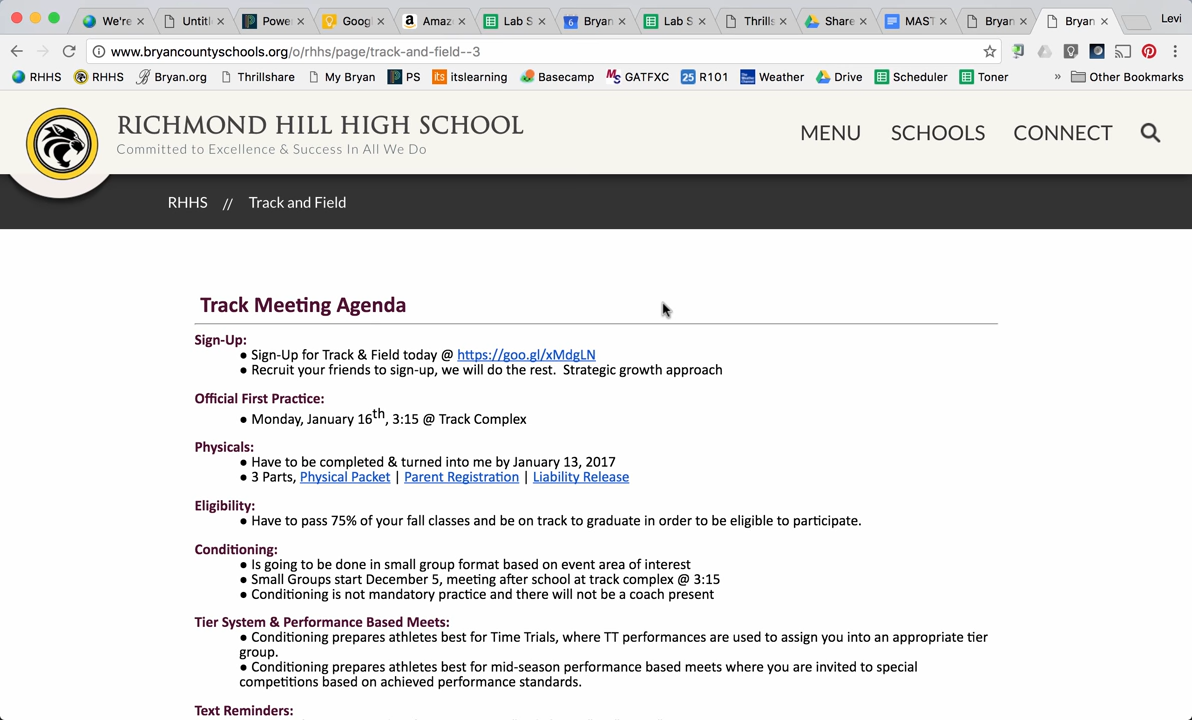 We're
Untitl
Powe
Goog
Amaz
Lab S
Bryan
Lab S
Thrills
Share
MAST
Bryan
Bryan
Levi
www.bryancountyschools.org/o/rhhs/page/track-and-field--3
RHHS
RHHS
Bryan.org
Thrillshare
My Bryan
PS
its itslearning
Basecamp
MS GATFXC
25 R101
Weather
Drive
Scheduler
Toner
» Other Bookmarks
RICHMOND HILL HIGH SCHOOL
Committed to Excellence & Success In All We Do
MENU SCHOOLS CONNECT
RHHS // Track and Field
Track Meeting Agenda
Sign-Up:
● Sign-Up for Track & Field today @ https://goo.gl/xMdgLN
● Recruit your friends to sign-up, we will do the rest. Strategic growth approach
Official First Practice:
● Monday, January 16th, 3:15 @ Track Complex
Physicals:
● Have to be completed & turned into me by January 13, 2017
● 3 Parts, Physical Packet | Parent Registration | Liability Release
Eligibility:
● Have to pass 75% of your fall classes and be on track to graduate in order to be eligible to participate.
Conditioning:
● Is going to be done in small group format based on event area of interest
● Small Groups start December 5, meeting after school at track complex @ 3:15
● Conditioning is not mandatory practice and there will not be a coach present
Tier System & Performance Based Meets:
● Conditioning prepares athletes best for Time Trials, where TT performances are used to assign you into an appropriate tier
group.
● Conditioning prepares athletes best for mid-season performance based meets where you are invited to special
competitions based on achieved performance standards.
Text Reminders: